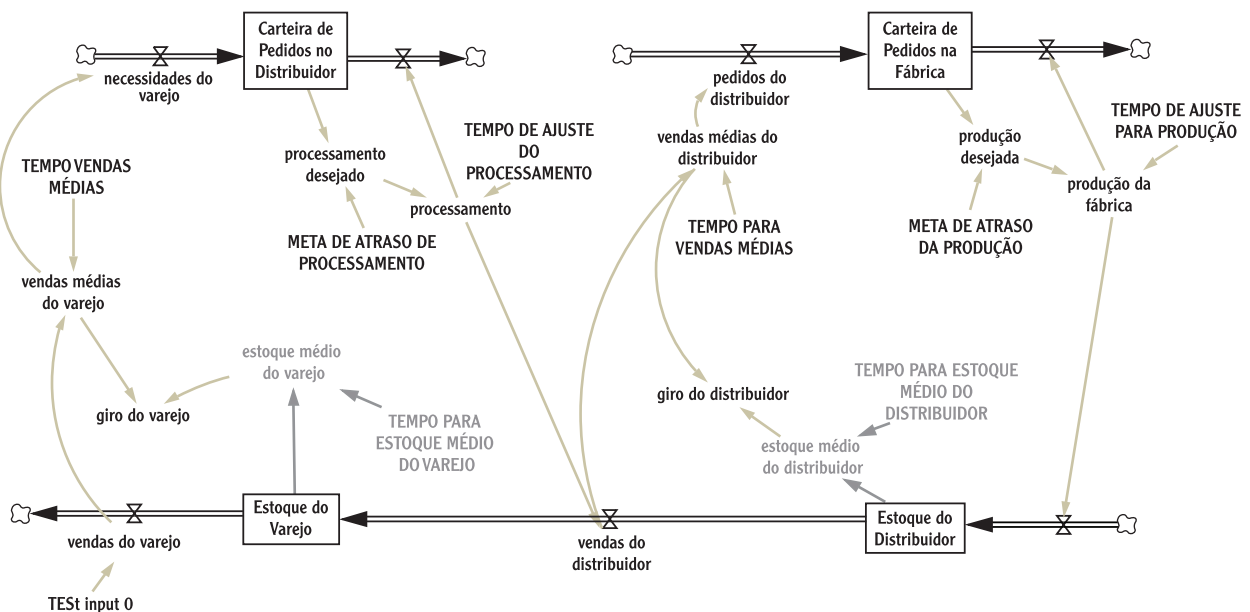 Carteira de
Pedidos no
Distribuidor
necessidades do
varejo
TEMPO VENDAS
MÉDIAS
processamento
desejado
TEMPO DE AJUSTE
DO
PROCESSAMENTO
processamento
META DE ATRASO DE
PROCESSAMENTO
vendas médias
do varejo
estoque médio
do varejo
giro do varejo
TEMPO PARA
ESTOQUE MÉDIO
DO VAREJO
Estoque do
Varejo
vendas do varejo
TESt input 0
Carteira de
Pedidos na
Fábrica
pedidos do
distribuidor
vendas médias do
distribuidor
TEMPO PARA
VENDAS MÉDIAS
produção
desejada
TEMPO DE AJUSTE
PARA PRODUÇÃO
produção da
fábrica
META DE ATRASO
DA PRODUÇÃO
giro do distribuidor
TEMPO PARA ESTOQUE
MÉDIO DO
DISTRIBUIDOR
estoque médio
do distribuidor
vendas do
distribuidor
Estoque do
Distribuidor